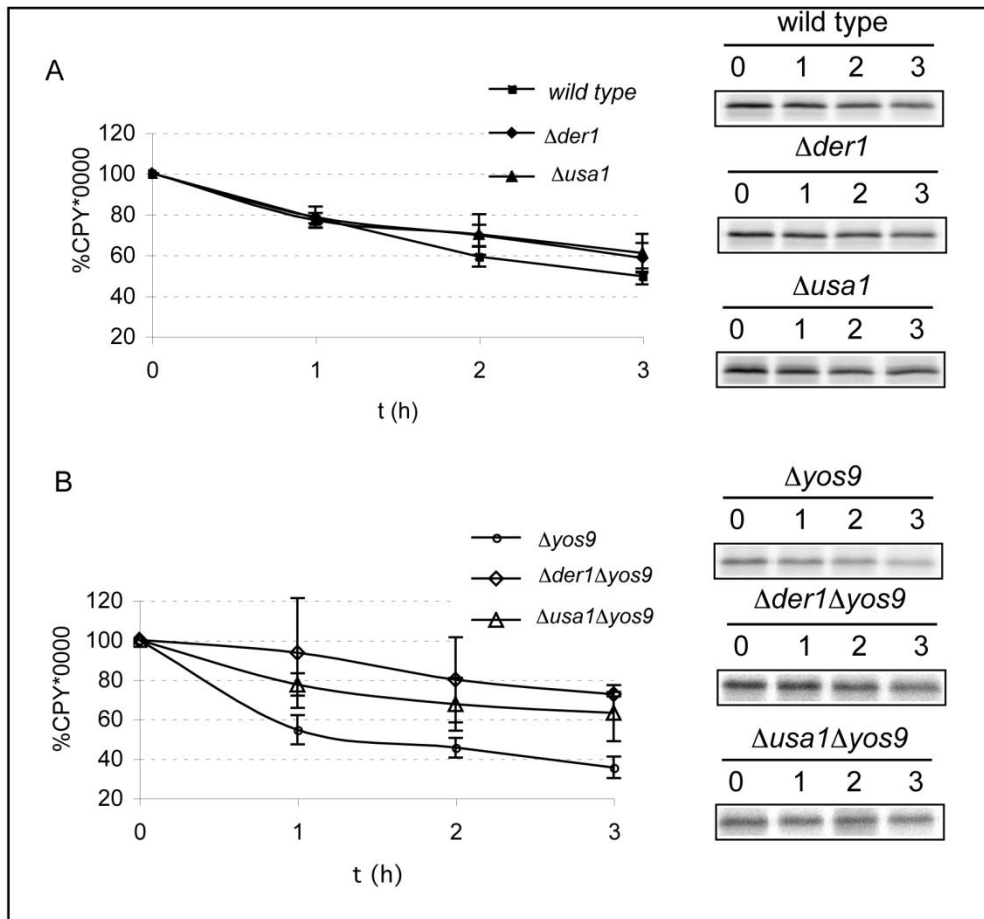 A
%CPY*0000
120
100
80
60
40
20
0 1 2 3
t (h)
wild type
Δder1
Δusa1
wild type
0 1 2 3
Δder1
0 1 2 3
Δusa1
0 1 2 3
B
%CPY*0000
120
100
80
60
40
20
0 1 2 3
t (h)
Δyos9
Δder1Δyos9
Δusa1Δyos9
Δyos9
0 1 2 3
Δder1Δyos9
0 1 2 3
Δusa1Δyos9
0 1 2 3